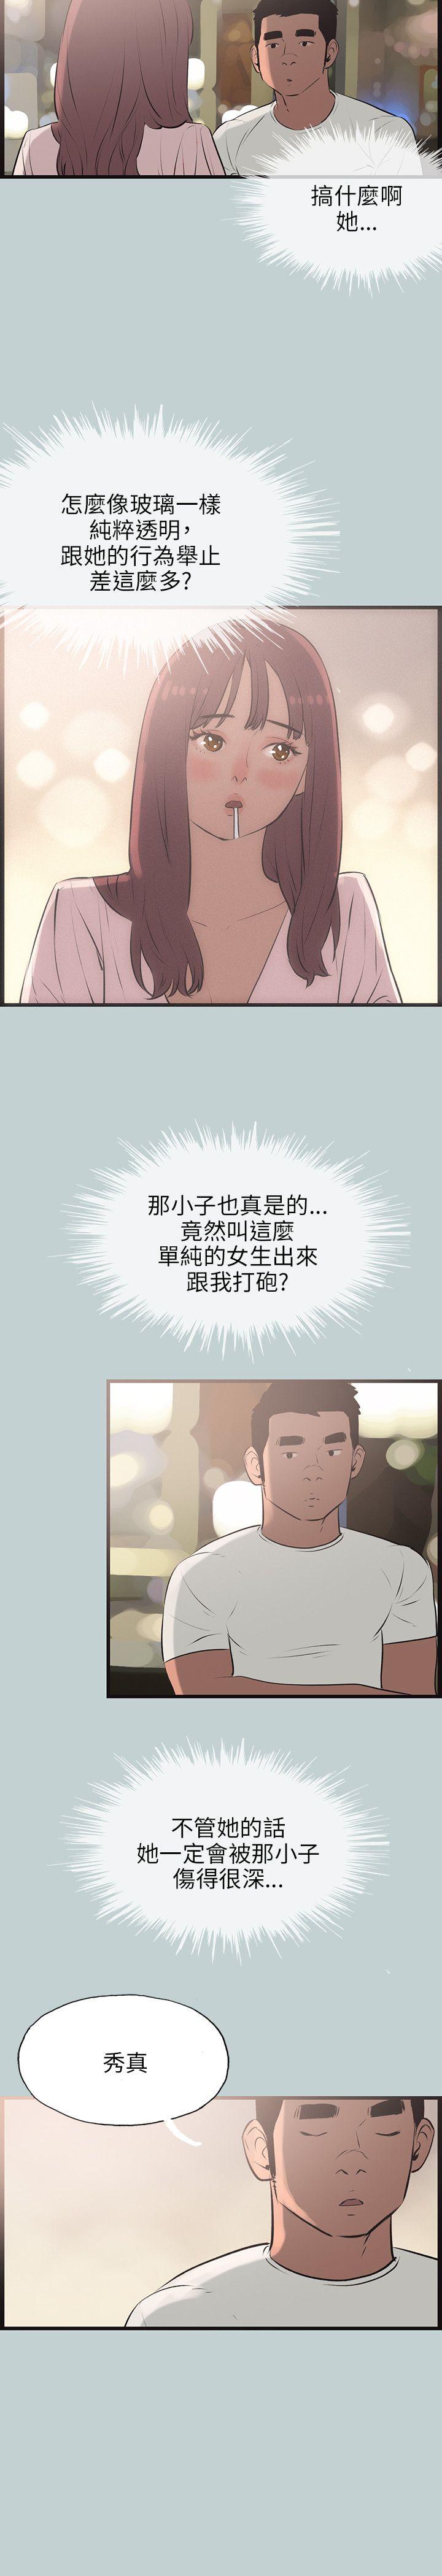 搞什麼啊
她...
怎麼像玻璃一樣
純粹透明，
跟她的行為舉止
差這麼多?
那小子也真是的...
竟然叫這麼
單純的女生出來
跟我打砲?
不管她的話
她一定會被那小子
傷得很深...
秀真